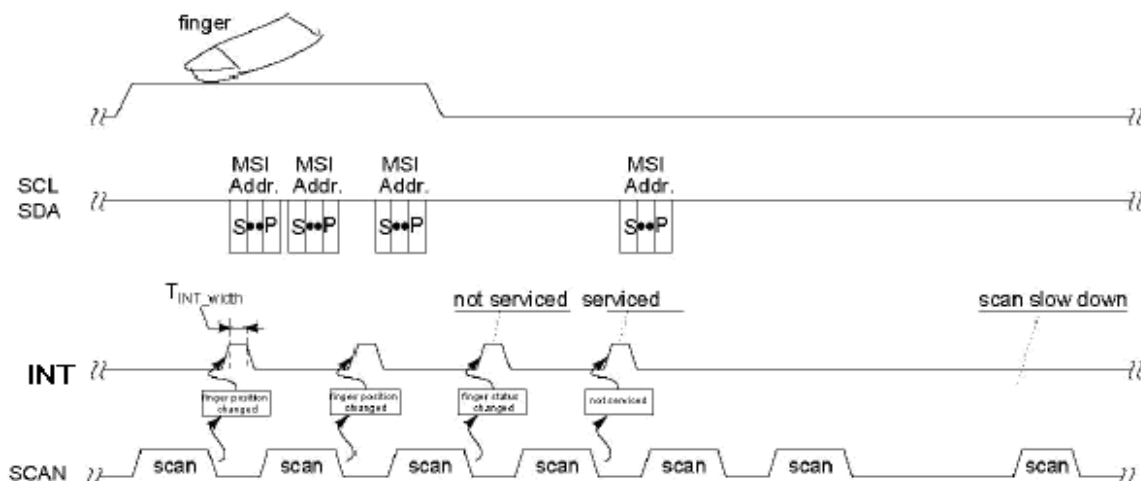 finger
MSI
Addr.
MSI
Addr.
MSI
Addr.
MSI
Addr.
SCL
SDA
S••P
S••P
S••P
S••P
TINT_width
not serviced
serviced
scan slow down
INT
finger position
changed
finger position
changed
finger status
changed
not serviced
SCAN
scan
scan
scan
scan
scan
scan
scan